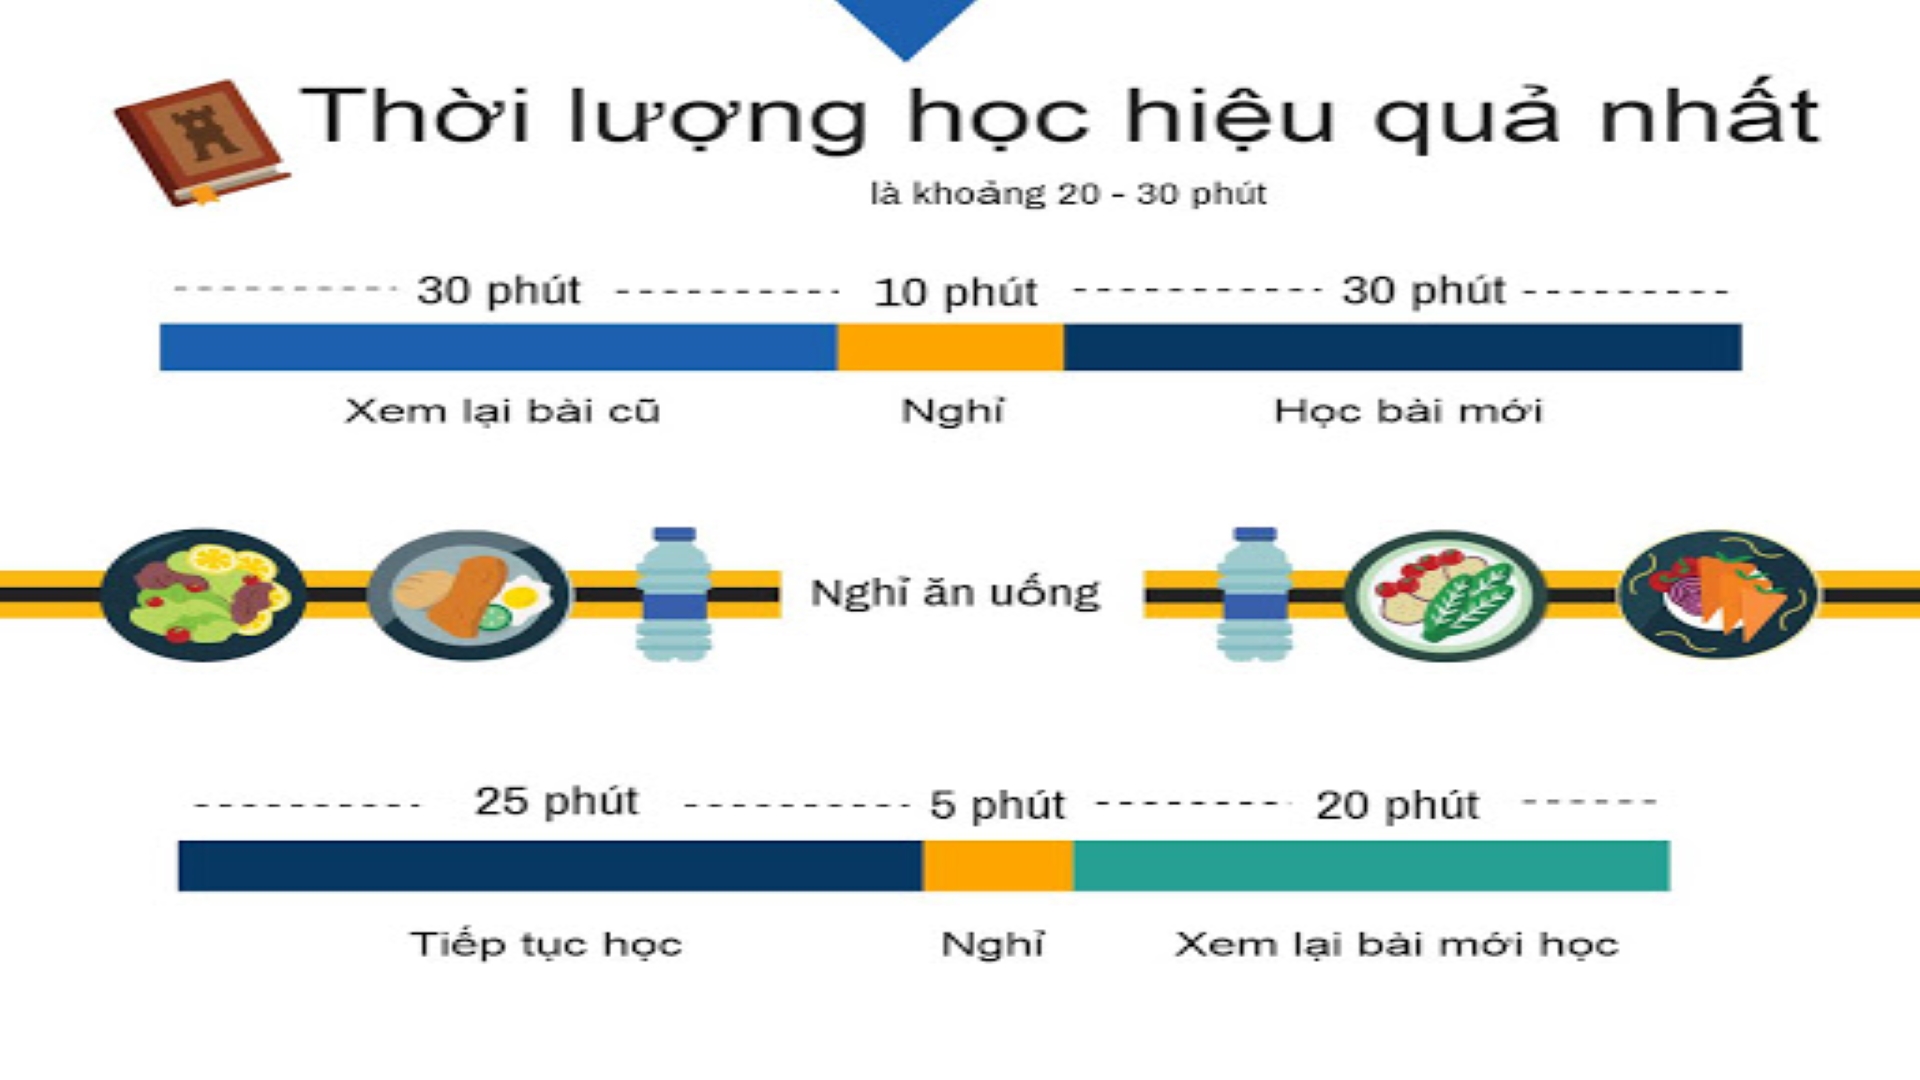 Thời lượng học hiệu quả nhất
là khoảng 20 - 30 phút
30 phút 10 phút 30 phút
Xem lại bài cũ Nghỉ Học bài mới
Nghỉ ăn uống
25 phút 5 phút 20 phút
Tiếp tục học Nghỉ Xem lại bài mới học